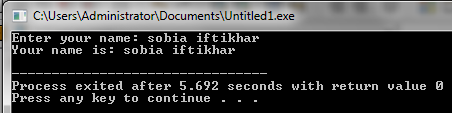 C:\Users\Administrator\Documents\Untitled1.exe
Enter your name: sobia iftikhar
Your name is: sobia iftikhar
--------------------------------
Process exited after 5.692 seconds with return value 0
Press any key to continue . . .